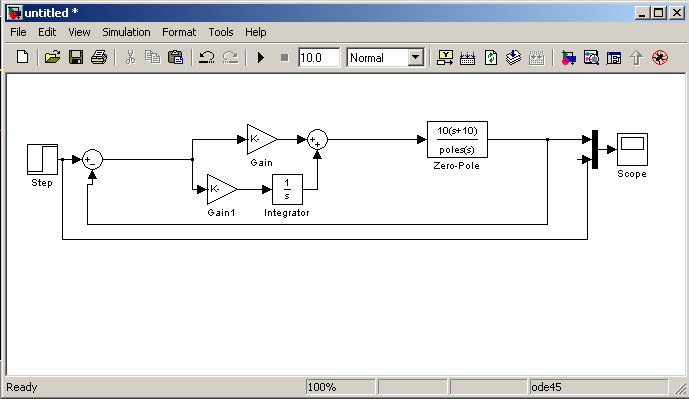 untitled *
File Edit View Simulation Format Tools Help
10.0 Normal
10(s+10)
poles(s)
Zero-Pole
K-
Gain
Step
Scope
K-
Gain1
1
s
Integrator
Ready 100% ode45